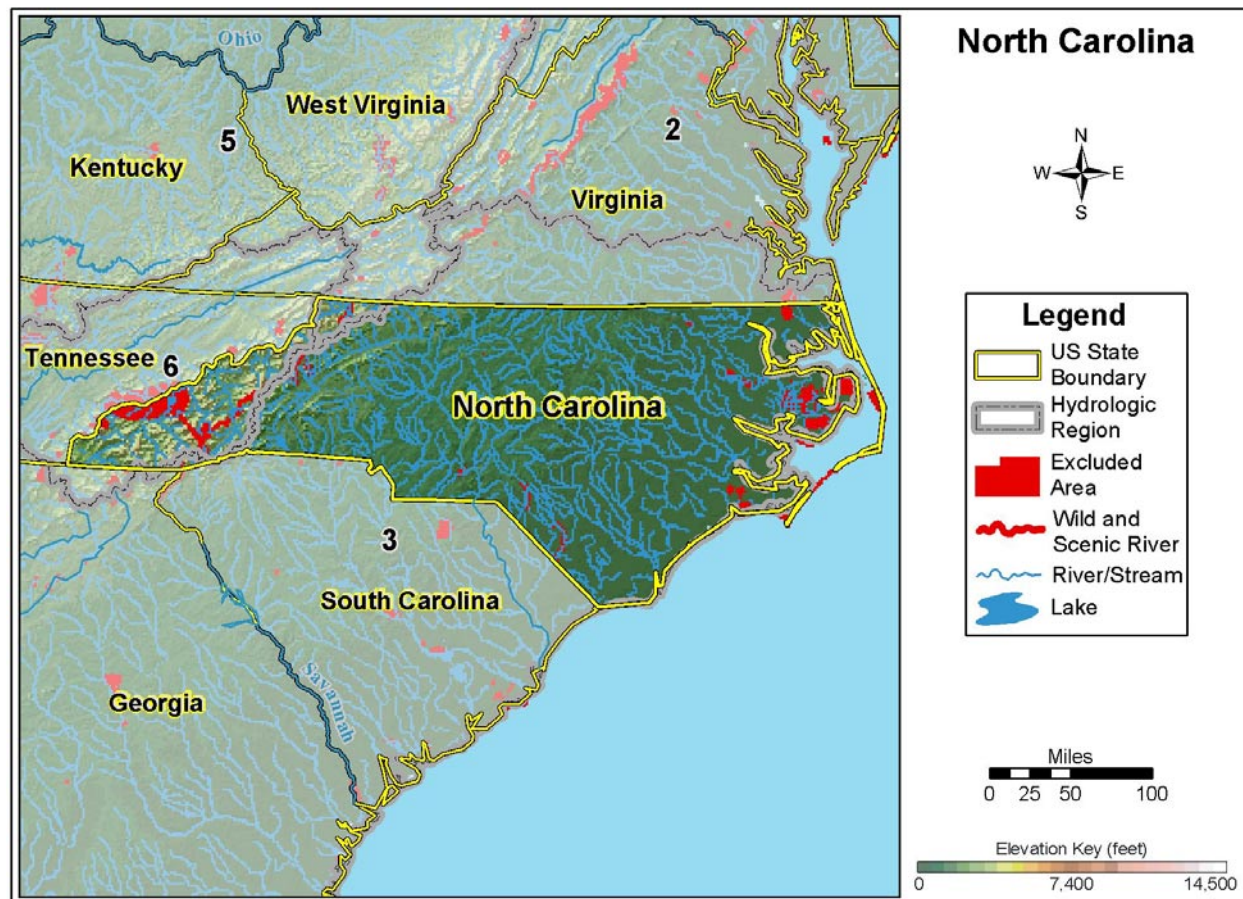 North Carolina
N
W
E
S
Ohio
West Virginia
2
5
Kentucky
Virginia
Tennessee
6
North Carolina
3
South Carolina
Georgia
Savannah
Legend
US State
Boundary
Hydrologic
Region
Excluded
Area
Wild and
Scenic River
River/Stream
Lake
Miles
0 25 50 100
Elevation Key (feet)
0 7,400 14,500